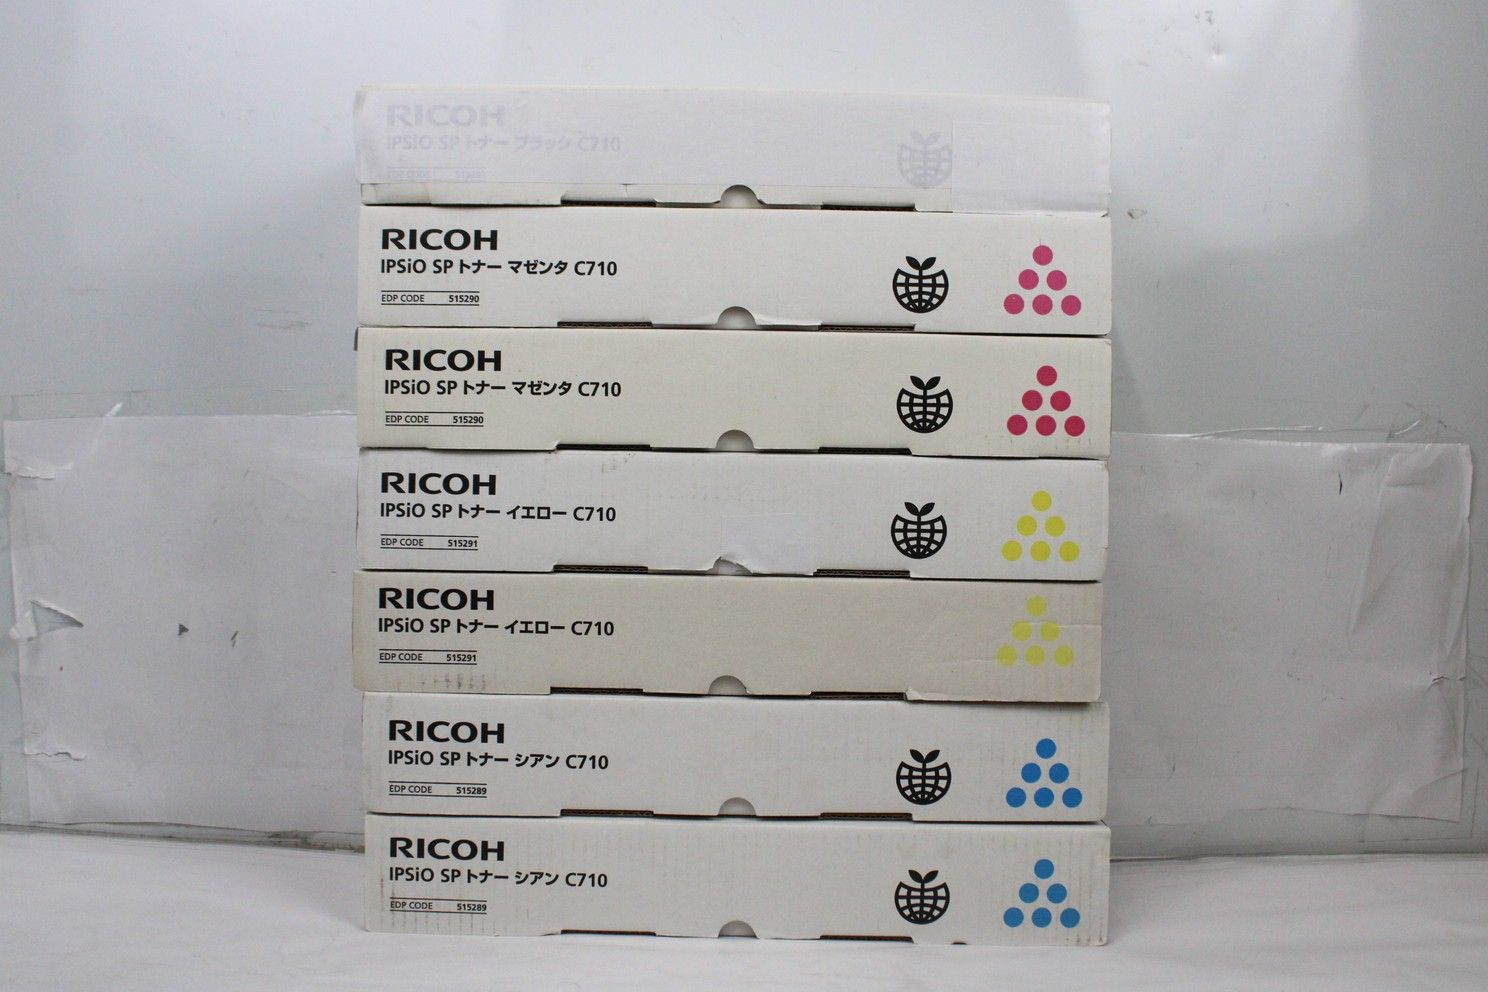 RICOH
IPSiO SP トナー ブラック C710
EDP CODE
RICOH
IPSiO SP トナー マゼンタ C710
EDP CODE 515290
RICOH
IPSiO SP トナー マゼンタ C710
EDP CODE 515290
RICOH
IPSiO SP トナー イエロー C710
EDP CODE 515291
RICOH
IPSiO SP トナー イエロー C710
EDP CODE 515291
RICOH
IPSiO SP トナー シアン C710
EDP CODE 515289
RICOH
IPSiO SP トナー シアン C710
EDP CODE 515289